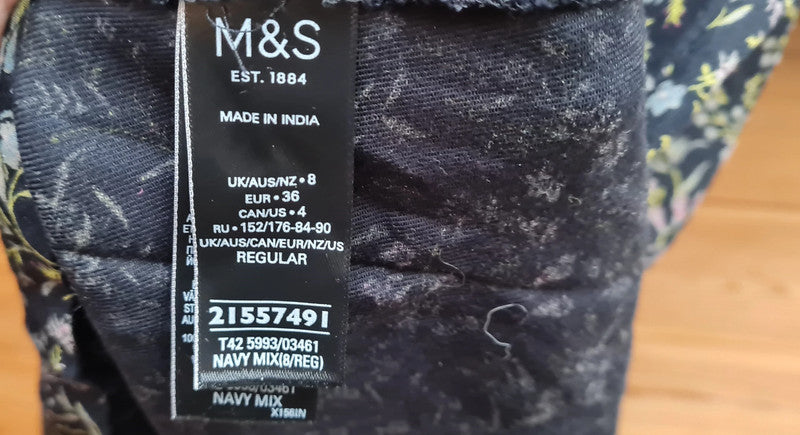 M&S
EST. 1884
MADE IN INDIA
UK/AUS/NZ • 8
EUR • 36
CAN/US • 4
RU • 152/176-84-90
UK/AUS/CAN/EUR/NZ/US
REGULAR
21557491
T42 5993/03461
NAVY MIX(8/REG)
NAVY MIX
X156IN